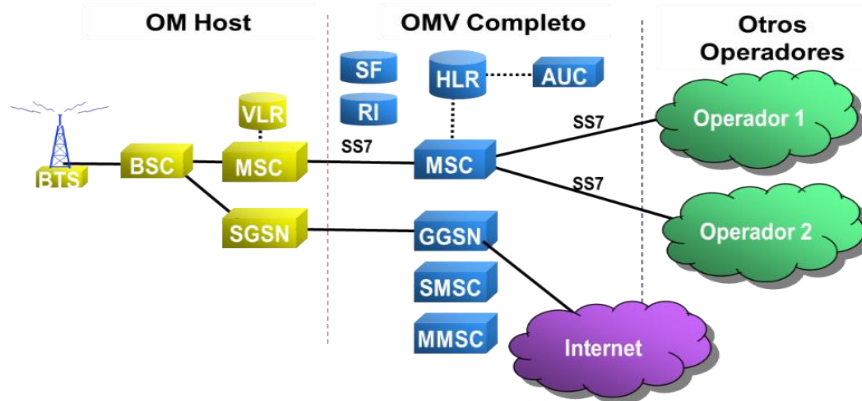 OM Host
OMV Completo
Otros
Operadores
SF
HLR
AUC
RI
VLR
SS7
Operador 1
SS7
BTS
BSC
MSC
SS7
MSC
SS7
Operador 2
SGSN
GGSN
SMSC
MMSC
Internet